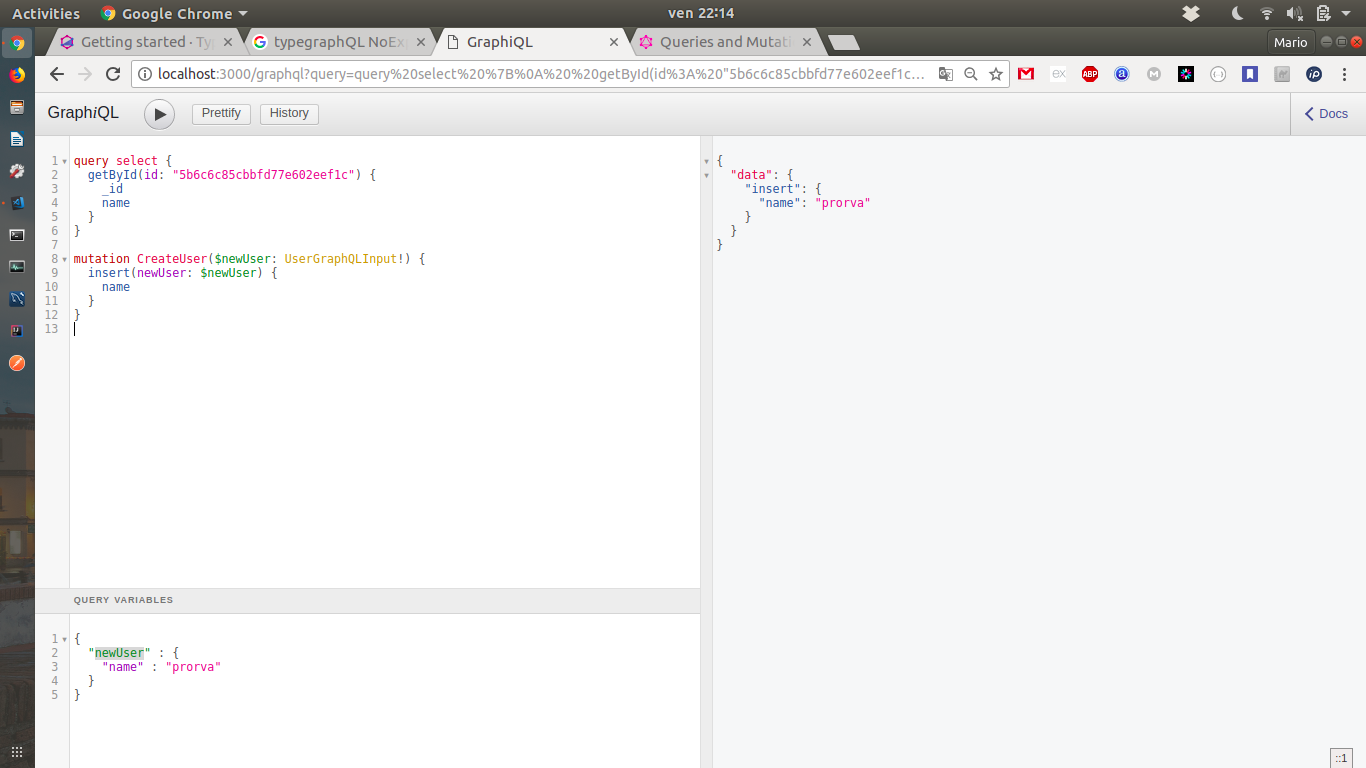 Activities Google Chrome ven 22:14
Getting started · Ty typegraphQL NoExp GraphiQL Queries and Mutati Mario
localhost:3000/graphql?query=query%20select%20%7B%0A%20%20getById(id%3A%20"5b6c6c85cbbfd77e602eef1c... ex ABP a M iP
GraphiQL Prettify History Docs
1 query select {
2 getById(id: "5b6c6c85cbbfd77e602eef1c") {
3 _id
4 name
5 }
6 }
7
8 mutation CreateUser($newUser: UserGraphQLInput!) {
9 insert(newUser: $newUser) {
10 name
11 }
12 }
13
{
"data": {
"insert": {
"name": "prorva"
}
}
}
QUERY VARIABLES
1 {
2 "newUser" : {
3 "name" : "prorva"
4 }
5 }
::1